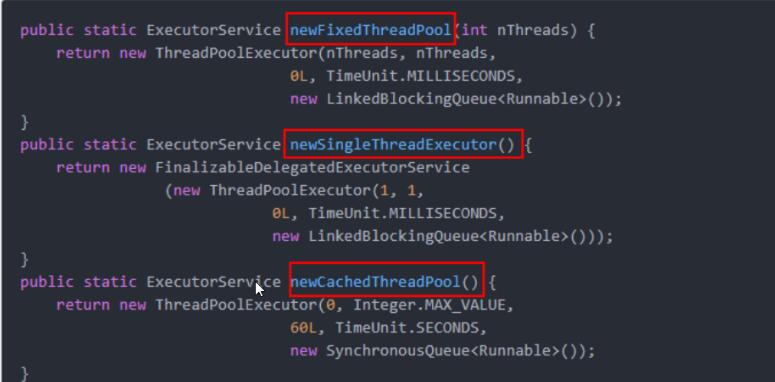 public static ExecutorService newFixedThreadPool(int nThreads) {
return new ThreadPoolExecutor(nThreads, nThreads,
0L, TimeUnit.MILLISECONDS,
new LinkedBlockingQueue<Runnable>());
}
public static ExecutorService newSingleThreadExecutor() {
return new FinalizableDelegatedExecutorService
(new ThreadPoolExecutor(1, 1,
0L, TimeUnit.MILLISECONDS,
new LinkedBlockingQueue<Runnable>()));
}
public static ExecutorService newCachedThreadPool() {
return new ThreadPoolExecutor(0, Integer.MAX_VALUE,
60L, TimeUnit.SECONDS,
new SynchronousQueue<Runnable>());
}